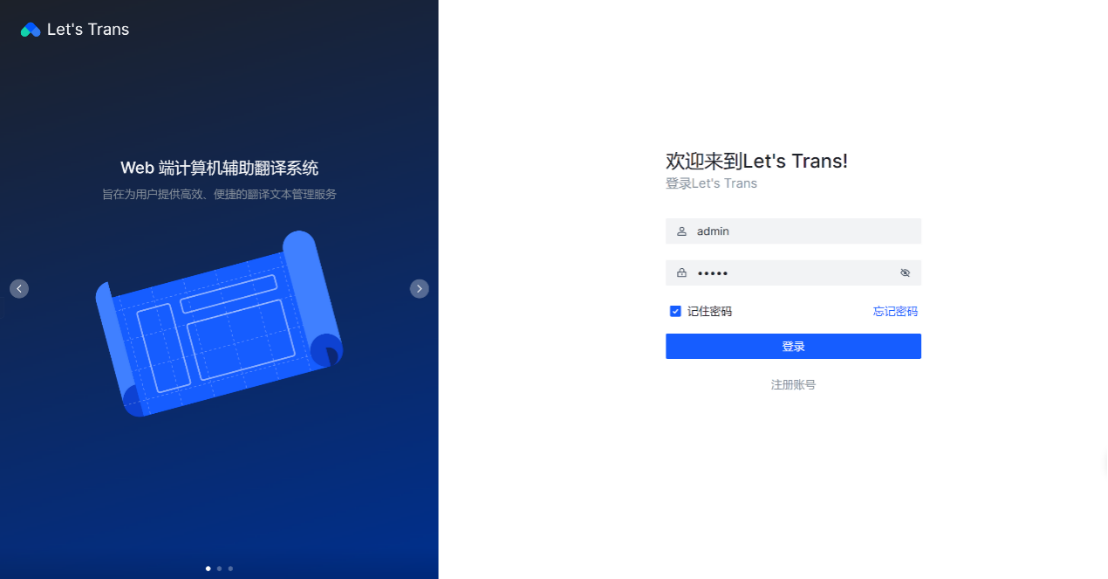 Let's Trans
Web 端计算机辅助翻译系统
旨在为用户提供高效、便捷的翻译文本管理服务
欢迎来到Let's Trans!
登录Let's Trans
admin
•••••
记住密码
忘记密码
登录
注册账号